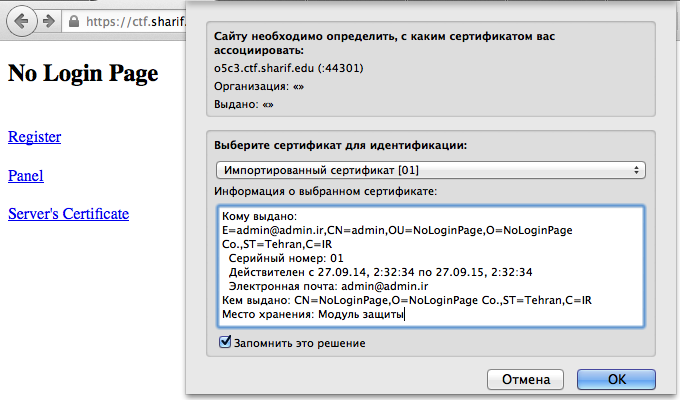 https://ctf.sharif.
No Login Page
Register
Panel
Server's Certificate
Сайту необходимо определить, с каким сертификатом вас
ассоциировать:
o5c3.ctf.sharif.edu (:44301)
Организация: «»
Выдано: «»
Выберите сертификат для идентификации:
Импортированный сертификат [01]
Информация о выбранном сертификате:
Кому выдано:
E=admin@admin.ir,CN=admin,OU=NoLoginPage,O=NoLoginPage
Co.,ST=Tehran,C=IR
Серийный номер: 01
Действителен с 27.09.14, 2:32:34 по 27.09.15, 2:32:34
Электронная почта: admin@admin.ir
Кем выдано: CN=NoLoginPage,O=NoLoginPage Co.,ST=Tehran,C=IR
Место хранения: Модуль защиты
Запомнить это решение
Отмена
OK